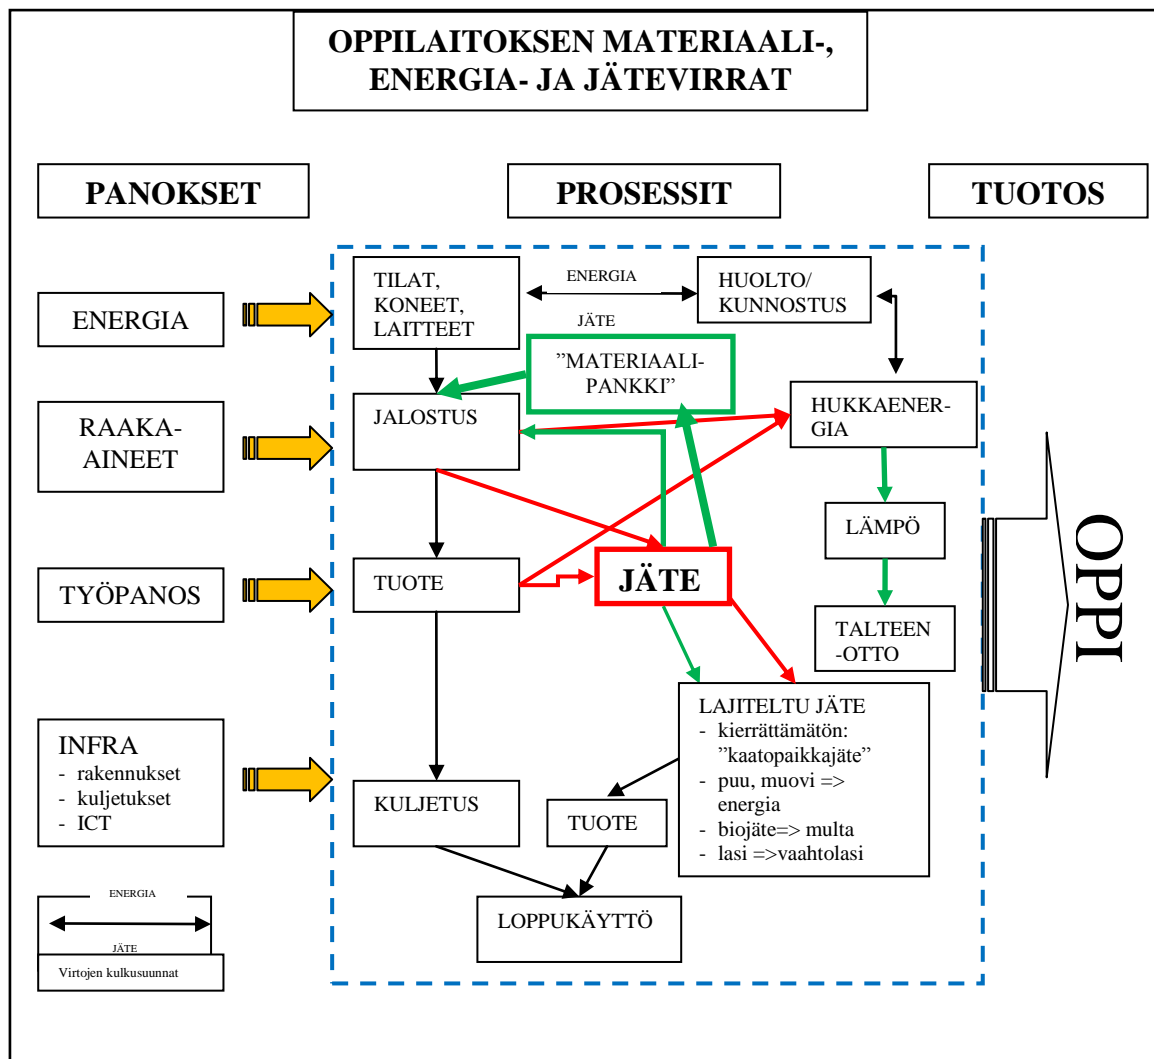 OPPILAITOKSEN MATERIAALI-,
ENERGIA- JA JÄTEVIRRAT
PANOKSET
PROSESSIT
TUOTOS
ENERGIA
RAAKA-
AINEET
TYÖPANOS
INFRA
- rakennukset
- kuljetukset
- ICT
ENERGIA
JÄTE
Virtojen kulkusuunnat
TILAT,
KONEET,
LAITTEET
ENERGIA
JÄTE
HUOLTO/
KUNNOSTUS
”MATERIAALI-
PANKKI”
JALOSTUS
HUKKAENER-
GIA
LÄMPÖ
TUOTE
JÄTE
TALTEEN
-OTTO
LAJITELTU JÄTE
- kierrättämätön:
”kaatopaikkajäte”
- puu, muovi =>
energia
- biojäte=> multa
- lasi =>vaahtolasi
KULJETUS
TUOTE
LOPPUKÄYTTÖ
OPPI